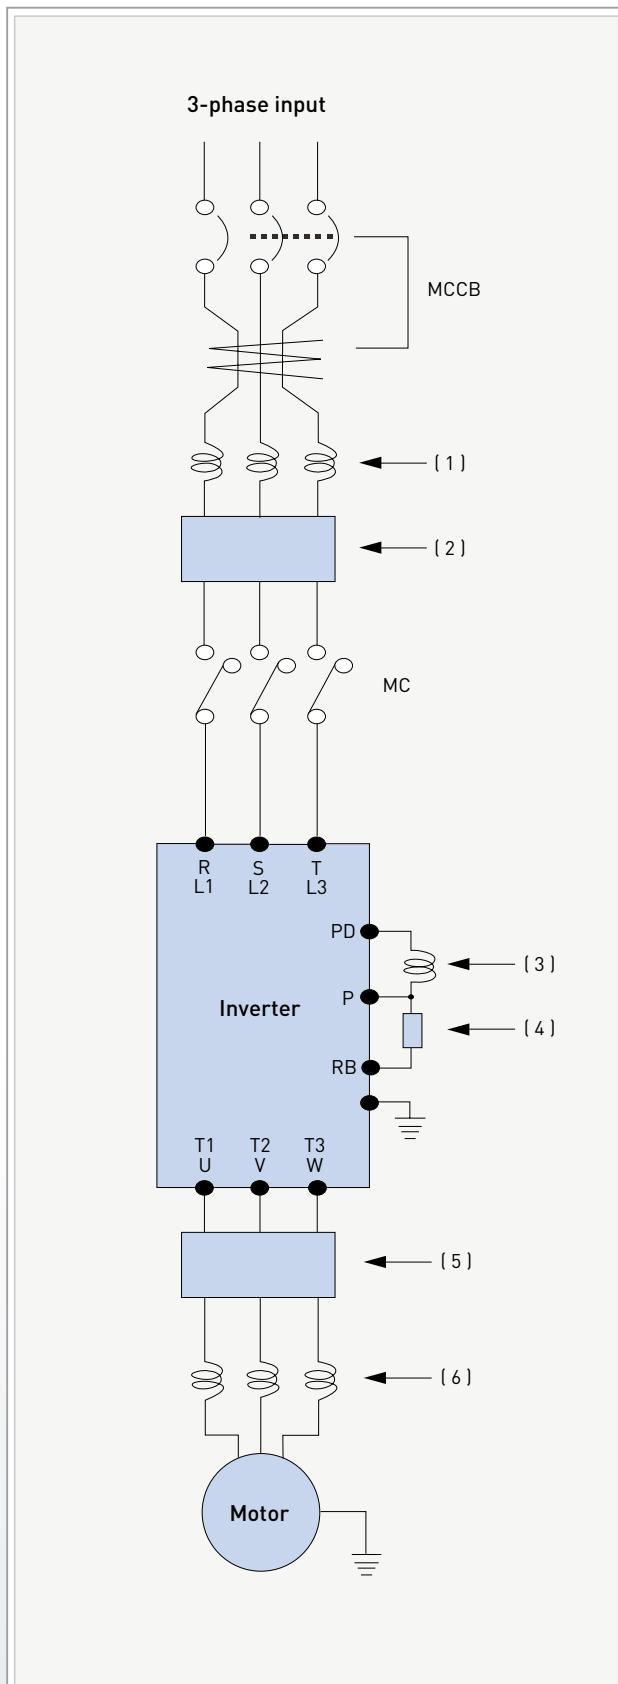 3-phase input
MCCB
( 1 )
( 2 )
MC
R S T
L1 L2 L3
PD
( 3 )
P
Inverter
( 4 )
RB
T1 T2 T3
U V W
( 5 )
( 6 )
Motor